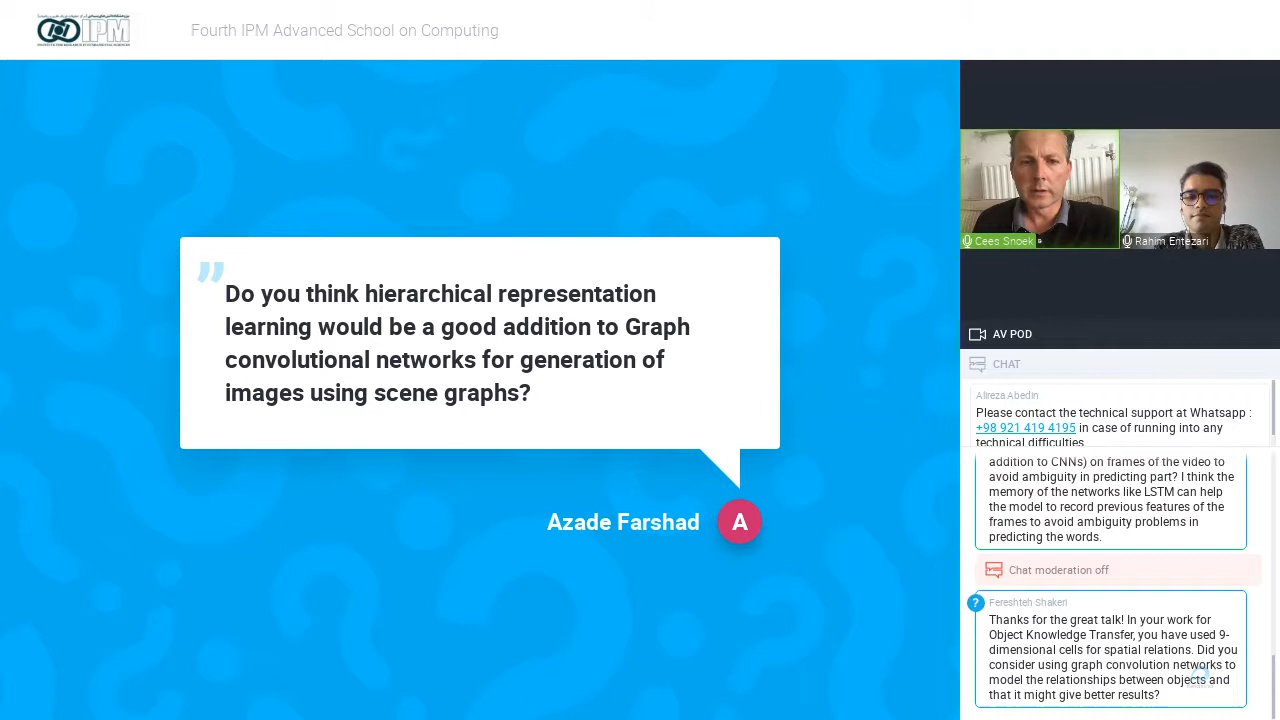 IPM
INSTITUTE FOR RESEARCH IN FUNDAMENTAL SCIENCES
Fourth IPM Advanced School on Computing
Do you think hierarchical representation
learning would be a good addition to Graph
convolutional networks for generation of
images using scene graphs?
Azade Farshad
A
Cees Snoek
Rahim Entezari
AV POD
CHAT
Alireza Abedin
Please contact the technical support at Whatsapp :
+98 921 419 4195 in case of running into any
technical difficulties
addition to CNNs) on frames of the video to
avoid ambiguity in predicting part? I think the
memory of the networks like LSTM can help
the model to record previous features of the
frames to avoid ambiguity problems in
predicting the words.
Chat moderation off
?
Fereshteh Shakeri
Thanks for the great talk! In your work for
Object Knowledge Transfer, you have used 9-
dimensional cells for spatial relations. Did you
consider using graph convolution networks to
model the relationships between objects and
that it might give better results?